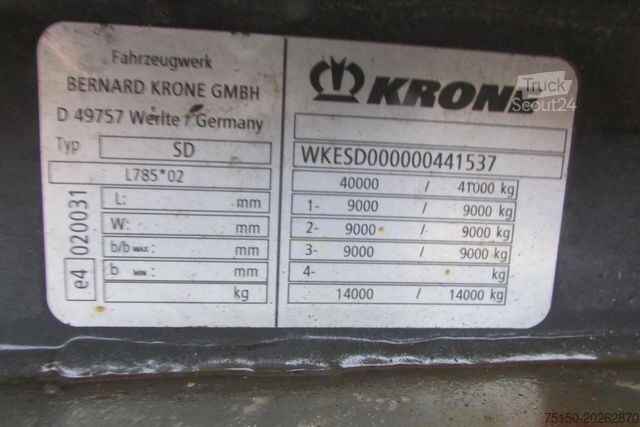 Fahrzeugwerk
BERNARD KRONE GMBH
D 49757 Werlte / Germany
Typ SD
L785*02
e4 020031
L: mm
W: mm
b/b MAX: mm
b MIN: mm
kg
KRONE
Truck
Scout24
WKESD000000441537
40000 / 41000 kg
1- 9000 / 9000 kg
2- 9000 / 9000 kg
3- 9000 / 9000 kg
4- kg
14000 / 14000 kg
75150-20262870